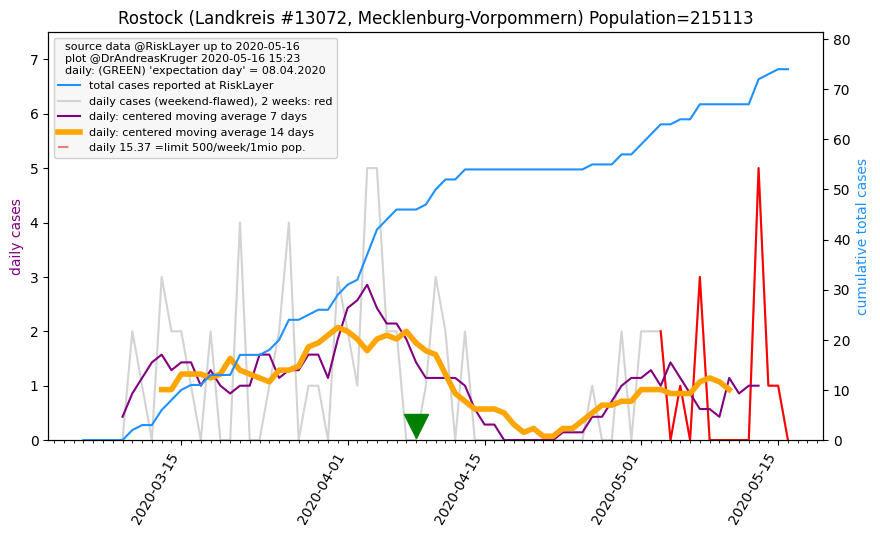 Rostock (Landkreis #13072, Mecklenburg-Vorpommern) Population=215113
source data @RiskLayer up to 2020-05-16
plot @DrAndreasKruger 2020-05-16 15:23
daily: (GREEN) 'expectation day' = 08.04.2020
total cases reported at RiskLayer
daily cases (weekend-flawed), 2 weeks: red
daily: centered moving average 7 days
daily: centered moving average 14 days
daily 15.37 =limit 500/week/1mio pop.
daily cases
7
6
5
4
3
2
1
0
cumulative total cases
80
70
60
50
40
30
20
10
0
2020-03-15
2020-04-01
2020-04-15
2020-05-01
2020-05-15